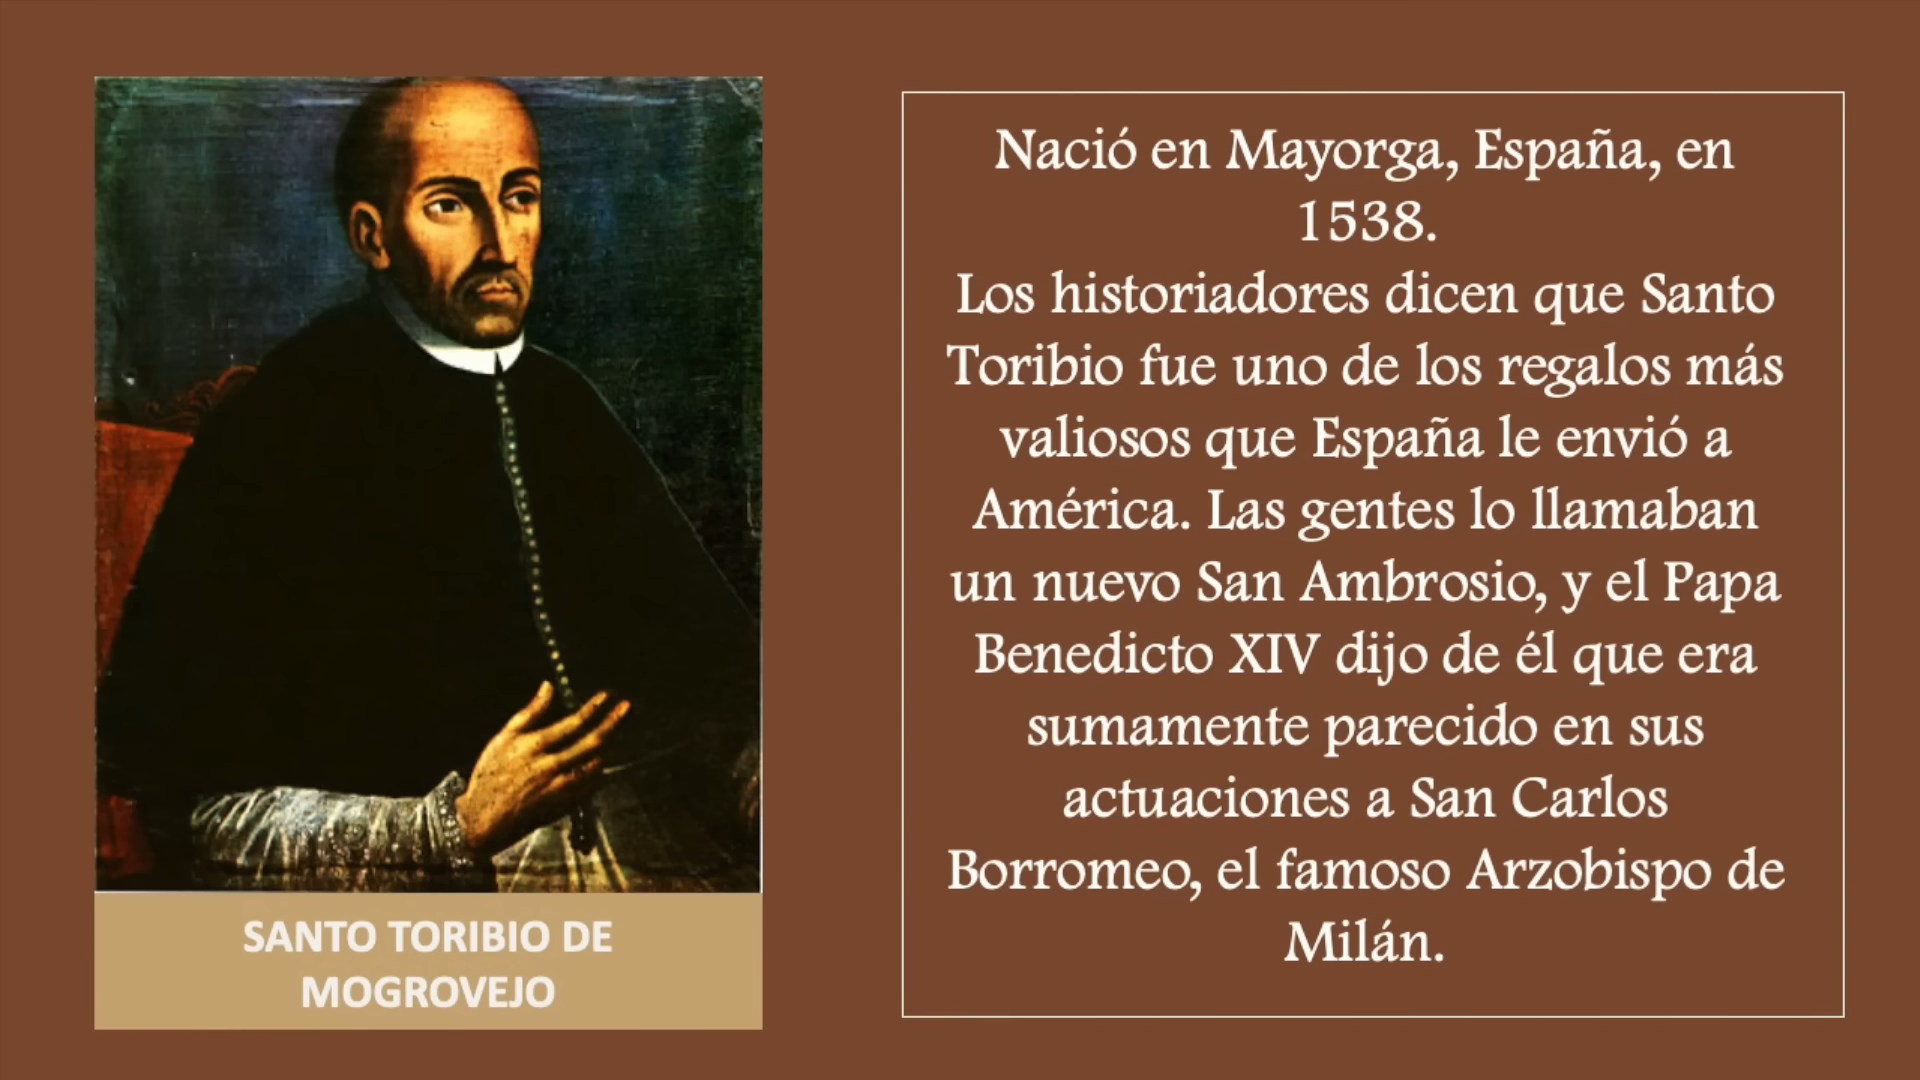 SANTO TORIBIO DE
MOGROVEJO
Nació en Mayorga, España, en
1538.
Los historiadores dicen que Santo
Toribio fue uno de los regalos más
valiosos que España le envió a
América. Las gentes lo llamaban
un nuevo San Ambrosio, y el Papa
Benedicto XIV dijo de él que era
sumamente parecido en sus
actuaciones a San Carlos
Borromeo, el famoso Arzobispo de
Milán.